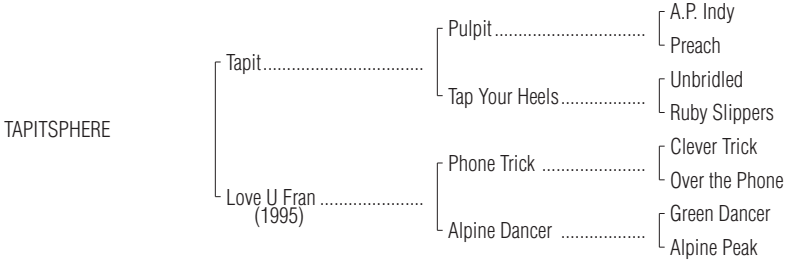 A.P. Indy
Pulpit..............................
Preach
Tapit................................
Unbridled
Tap Your Heels.................
Ruby Slippers
TAPITSPHERE
Clever Trick
Phone Trick .....................
Over the Phone
Love U Fran .....................
(1995)
Green Dancer
Alpine Dancer .................
Alpine Peak